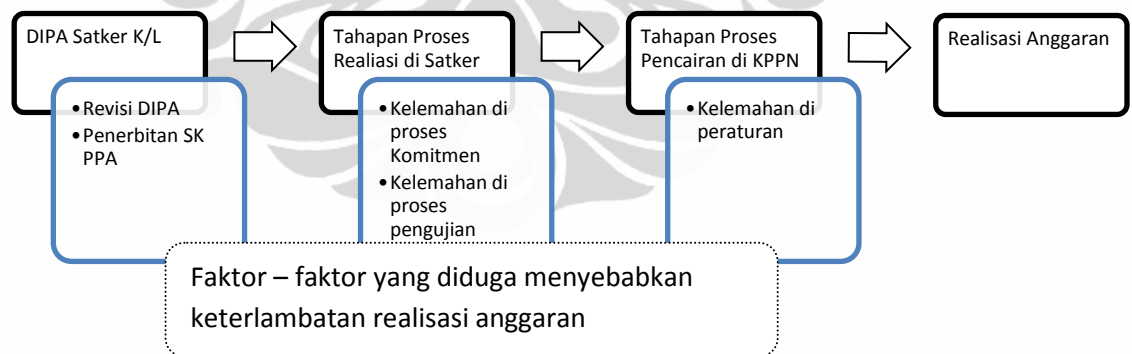 DIPA Satker K/L
•Revisi DIPA
•Penerbitan SK
PPA
Tahapan Proses
Realiasi di Satker
•Kelemahan di
proses
Komitmen
•Kelemahan di
proses
pengujian
Tahapan Proses
Pencairan di KPPN
•Kelemahan di
peraturan
Realisasi Anggaran
Faktor – faktor yang diduga menyebabkan
keterlambatan realisasi anggaran